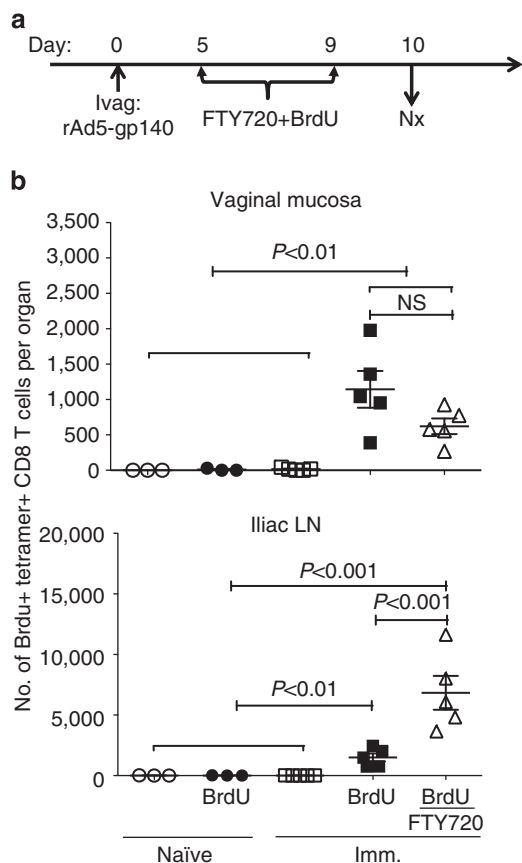 a
Day: 0 5 9 10
Ivag:
rAd5-gp140
FTY720+BrdU
Nx
b
Vaginal mucosa
No. of Brdu+ tetramer+ CD8 T cells per organ
3,500
3,000
2,500
2,000
1,500
1,000
500
0
P<0.01
NS
Iliac LN
20,000
15,000
10,000
5,000
0
P<0.001
P<0.001
P<0.01
BrdU BrdU BrdU
FTY720
Naïve Imm.